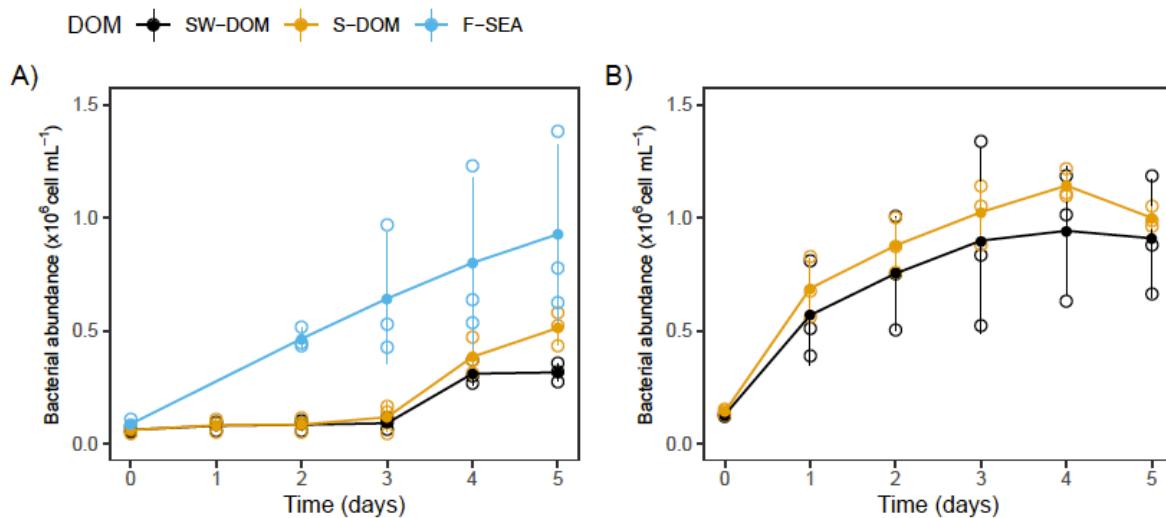 DOM SW−DOM S−DOM F−SEA
A)
Bacterial abundance (x10⁶cell mL⁻¹)
1.5
1.0
0.5
0.0
0 1 2 3 4 5
Time (days)
B)
Bacterial abundance (x10⁶cell mL⁻¹)
1.5
1.0
0.5
0.0
0 1 2 3 4 5
Time (days)